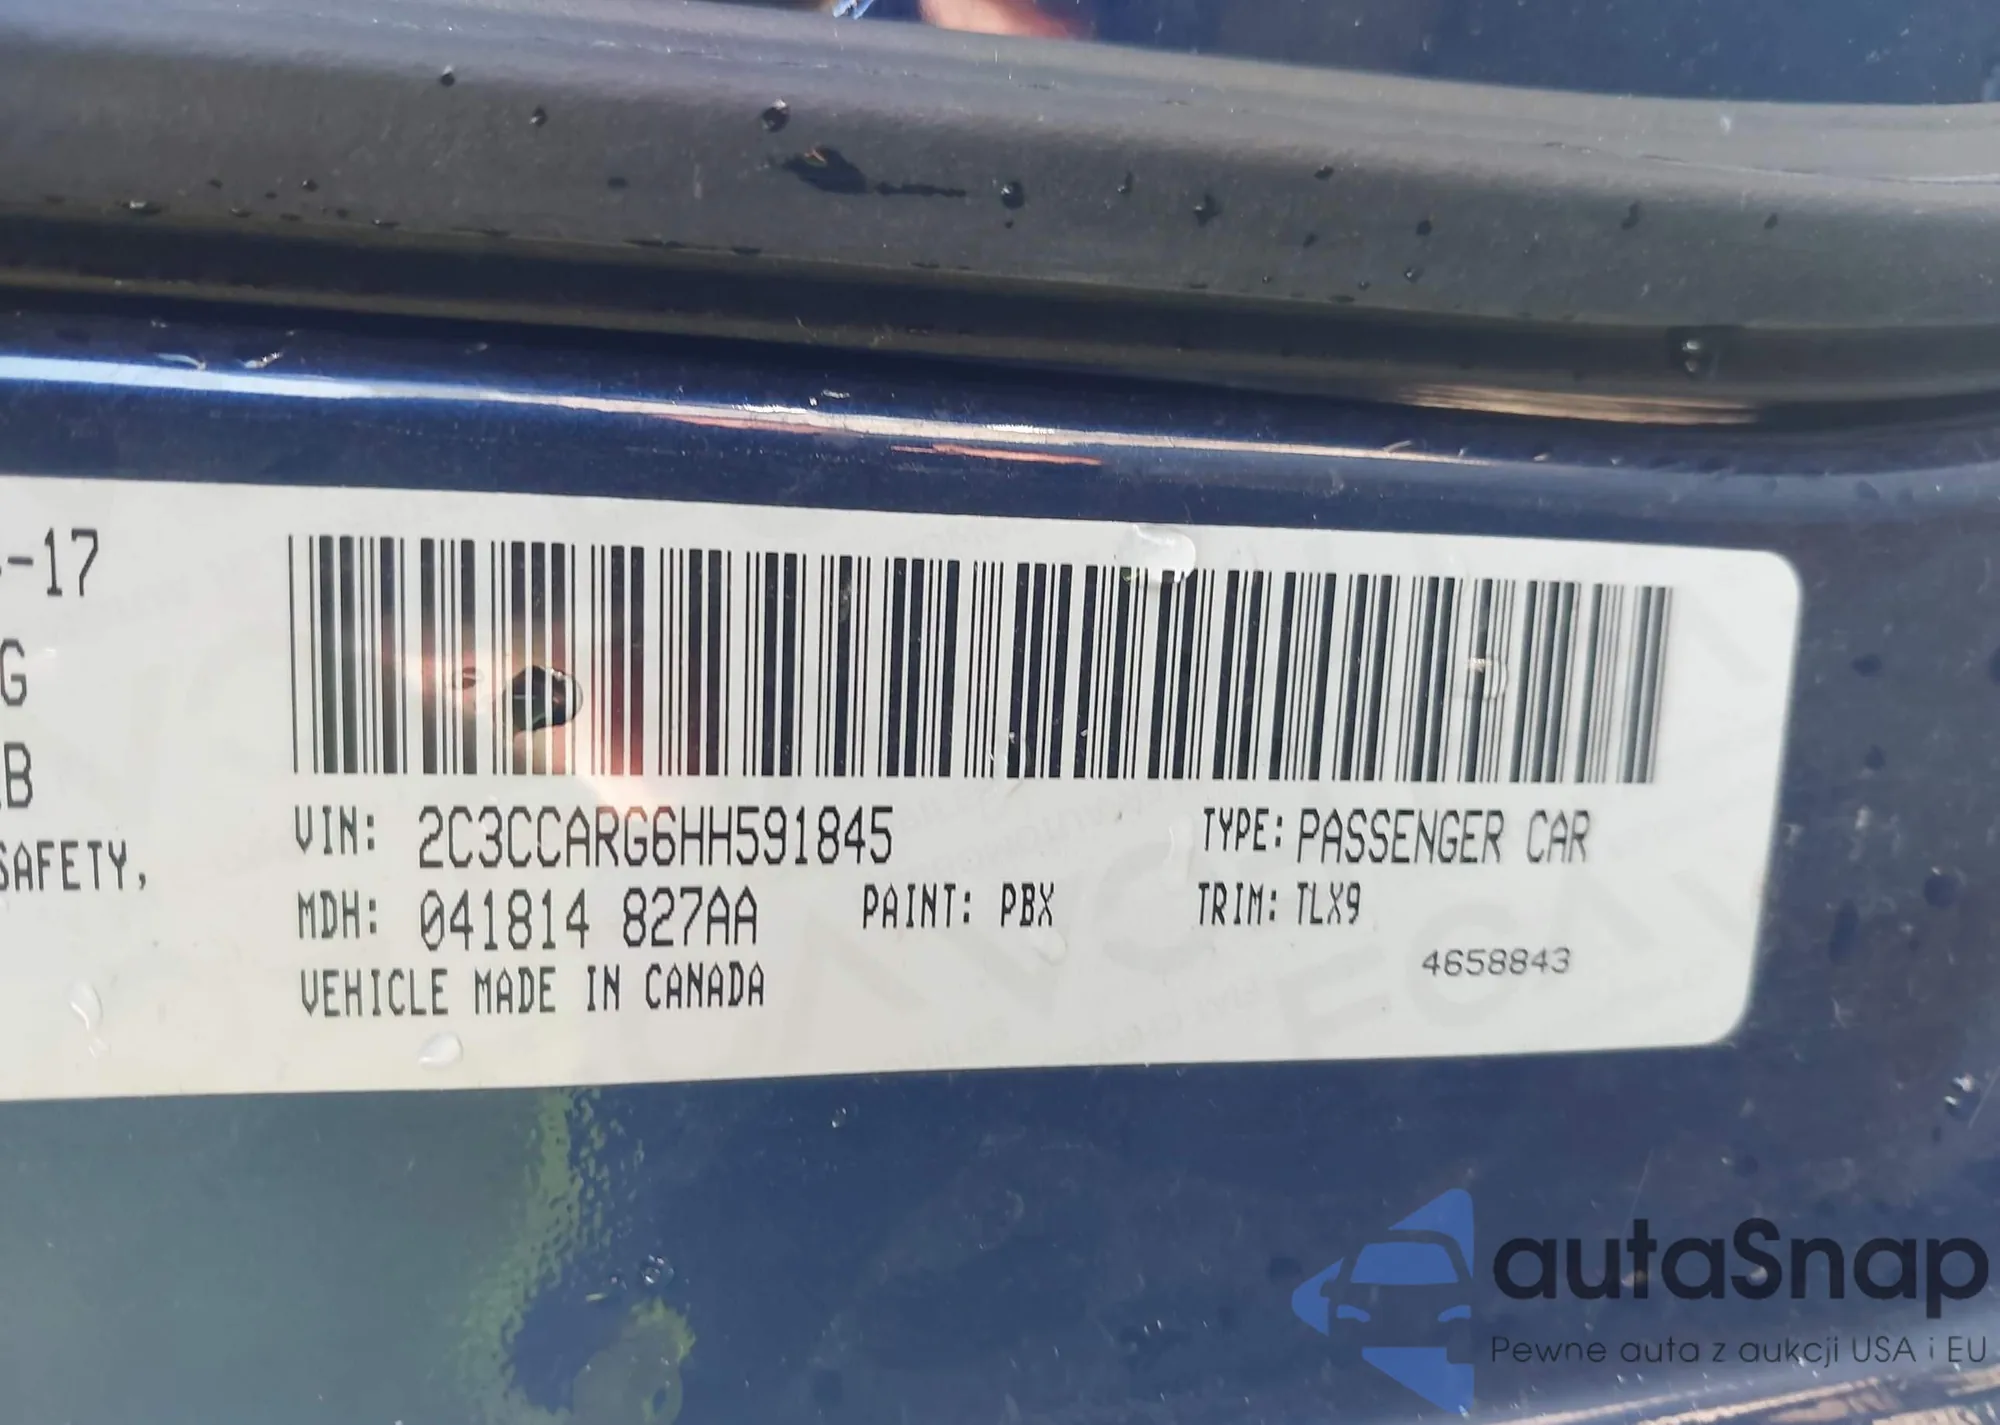 -17
G
B
SAFETY,
VIN: 2C3CCARG6HH591845
TYPE: PASSENGER CAR
MDH: 041814 827AA
PAINT: PBX
TRIM: TLX9
VEHICLE MADE IN CANADA
4658843
autaSnap
Pewne auta z aukcji USA i EU